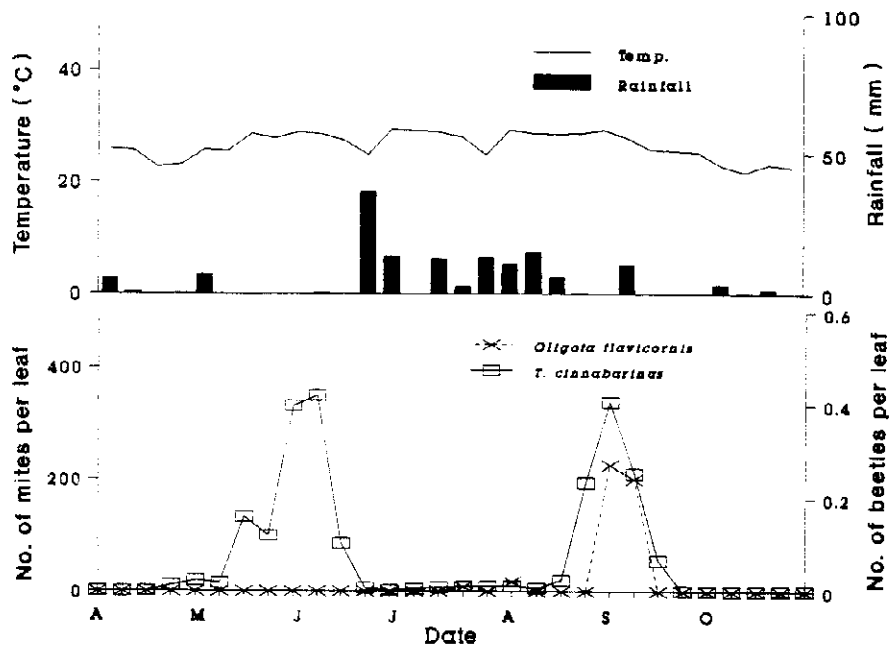 100
40
Temp.
Rainfall
Temperature (°C)
Rainfall (mm)
20
50
0
0
0.6
Oligota flavicornis
T. cinnabarinus
400
0.4
No. of mites per leaf
No. of beetles per leaf
200
0.2
0
0
A M J J A S O
Date